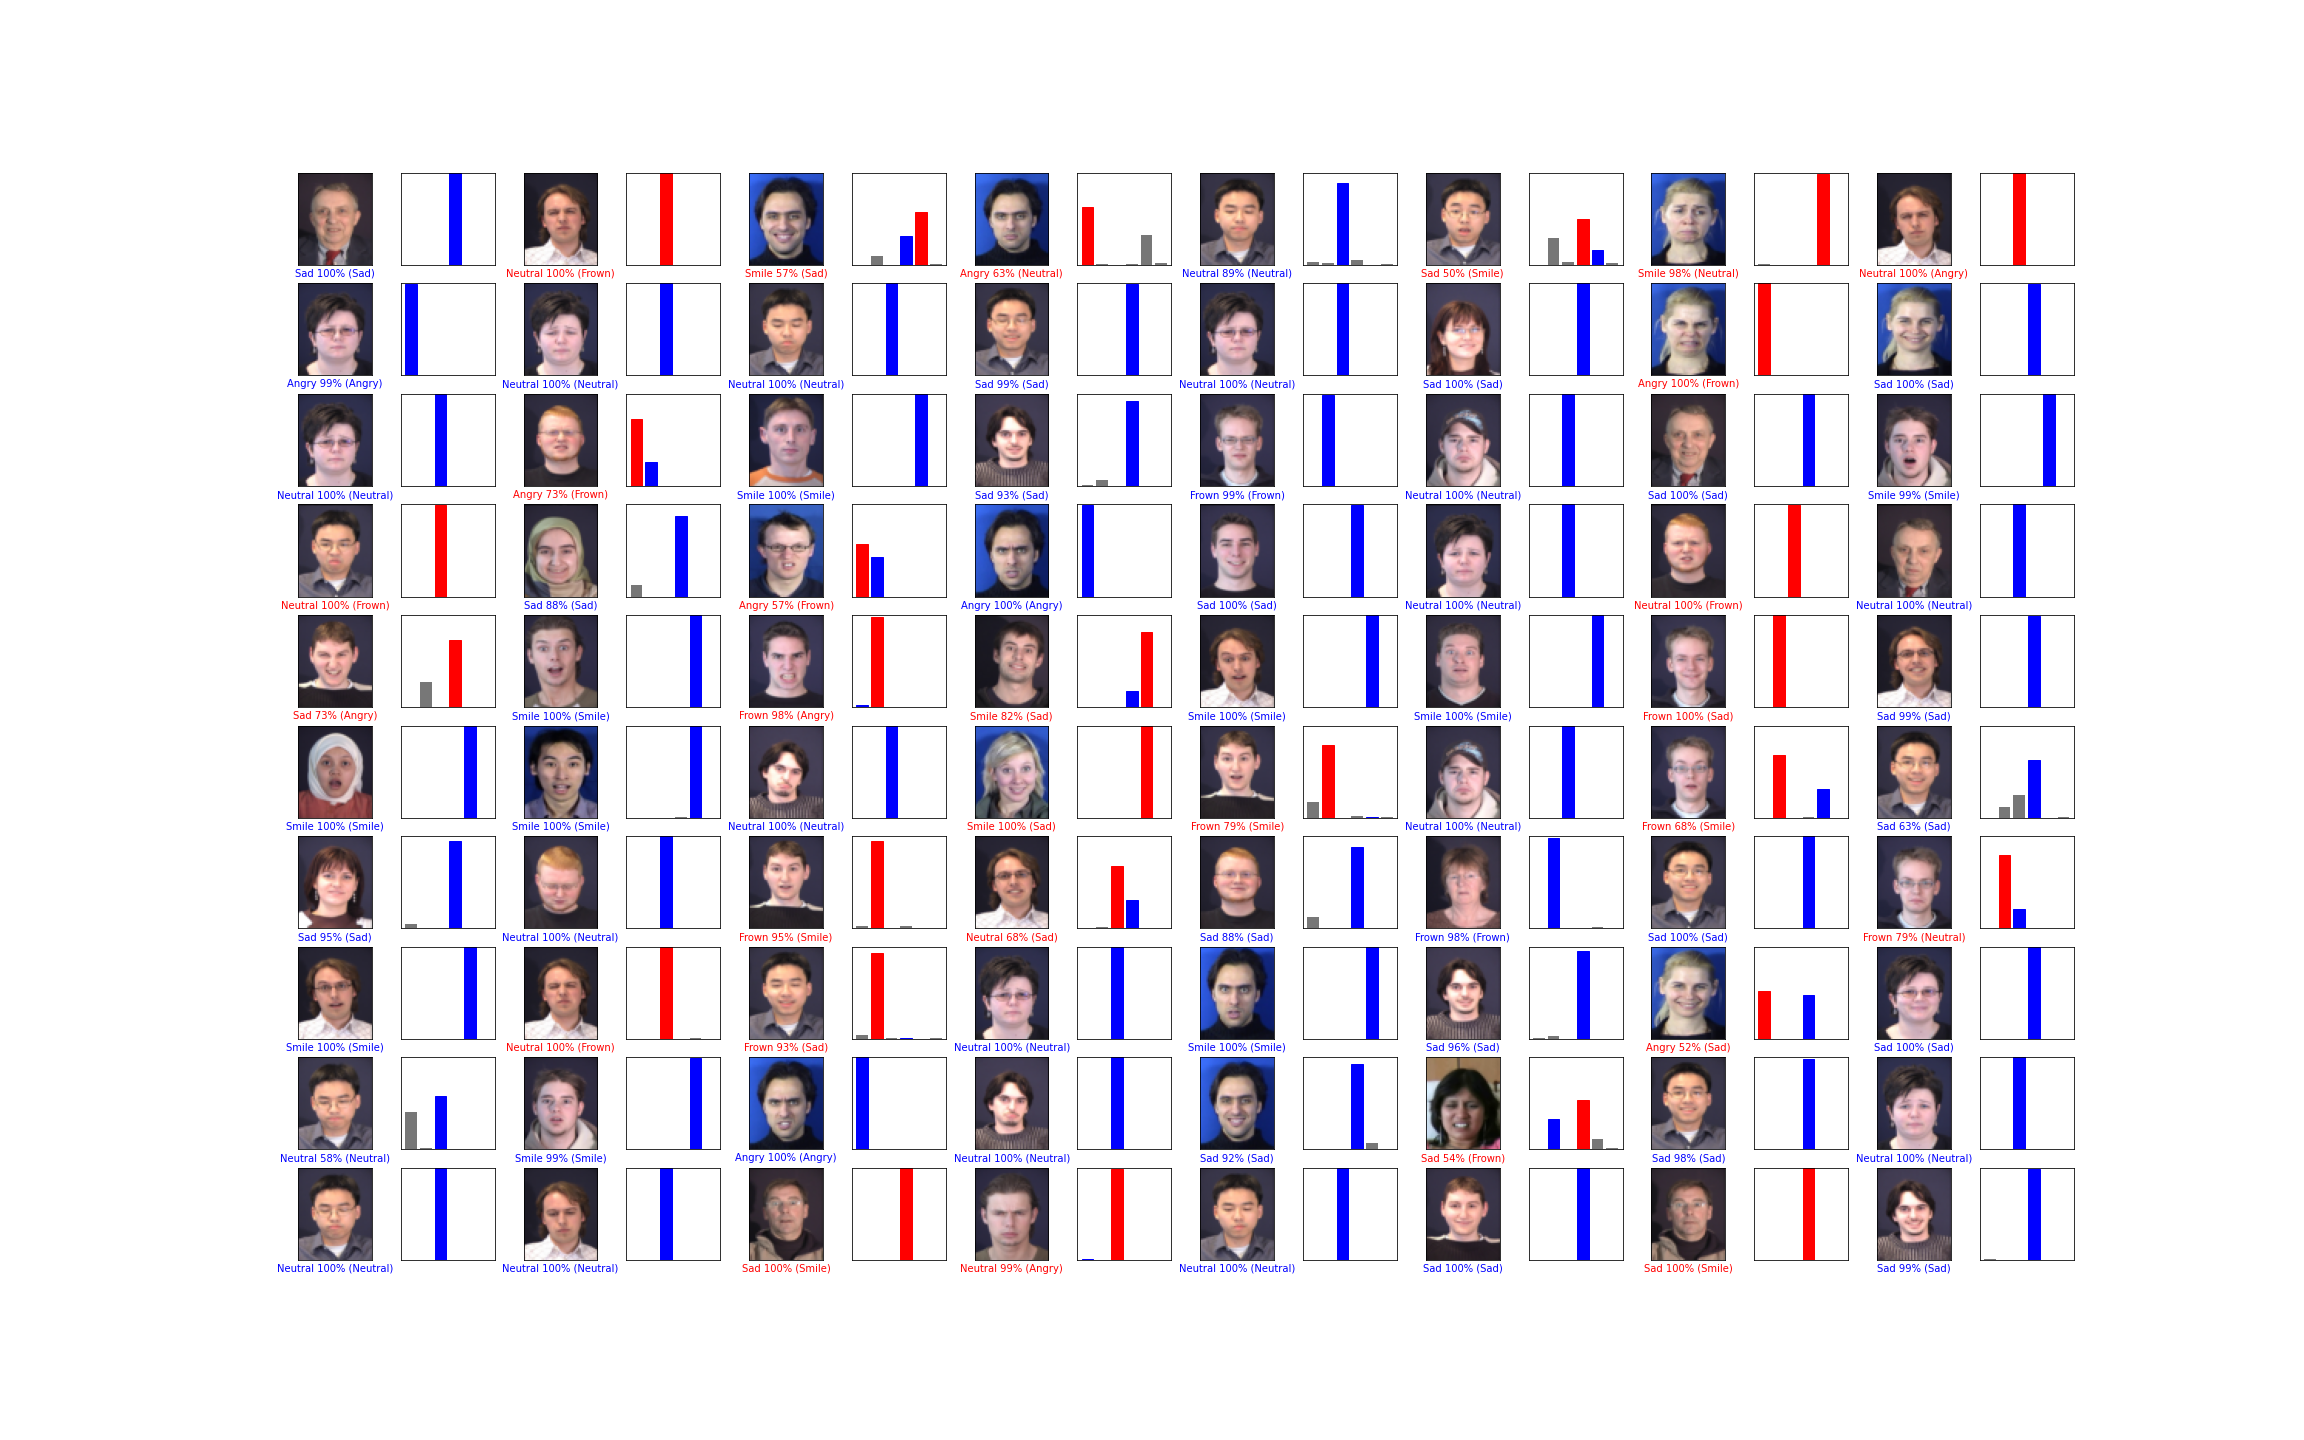 Sad 100% (Sad)
Neutral 100% (Frown)
Smile 57% (Sad)
Angry 63% (Neutral)
Neutral 89% (Neutral)
Sad 50% (Smile)
Smile 98% (Neutral)
Neutral 100% (Angry)
Angry 99% (Angry)
Neutral 100% (Neutral)
Neutral 100% (Neutral)
Sad 99% (Sad)
Neutral 100% (Neutral)
Sad 100% (Sad)
Angry 100% (Frown)
Sad 100% (Sad)
Neutral 100% (Neutral)
Angry 73% (Frown)
Smile 100% (Smile)
Sad 93% (Sad)
Frown 99% (Frown)
Neutral 100% (Neutral)
Sad 100% (Sad)
Smile 99% (Smile)
Neutral 100% (Frown)
Sad 88% (Sad)
Angry 57% (Frown)
Angry 100% (Angry)
Sad 100% (Sad)
Neutral 100% (Neutral)
Neutral 100% (Frown)
Neutral 100% (Neutral)
Sad 73% (Angry)
Smile 100% (Smile)
Frown 98% (Angry)
Smile 82% (Sad)
Smile 100% (Smile)
Smile 100% (Smile)
Frown 100% (Sad)
Sad 99% (Sad)
Smile 100% (Smile)
Smile 100% (Smile)
Neutral 100% (Neutral)
Smile 100% (Sad)
Frown 79% (Smile)
Neutral 100% (Neutral)
Frown 68% (Smile)
Sad 63% (Sad)
Sad 95% (Sad)
Neutral 100% (Neutral)
Frown 95% (Smile)
Neutral 68% (Sad)
Sad 88% (Sad)
Frown 98% (Frown)
Sad 100% (Sad)
Frown 79% (Neutral)
Smile 100% (Smile)
Neutral 100% (Frown)
Frown 93% (Sad)
Neutral 100% (Neutral)
Smile 100% (Smile)
Sad 96% (Sad)
Angry 52% (Sad)
Sad 100% (Sad)
Neutral 58% (Neutral)
Smile 99% (Smile)
Angry 100% (Angry)
Neutral 100% (Neutral)
Sad 92% (Sad)
Sad 54% (Frown)
Sad 98% (Sad)
Neutral 100% (Neutral)
Neutral 100% (Neutral)
Neutral 100% (Neutral)
Sad 100% (Smile)
Neutral 99% (Angry)
Neutral 100% (Neutral)
Sad 100% (Sad)
Sad 100% (Smile)
Sad 99% (Sad)